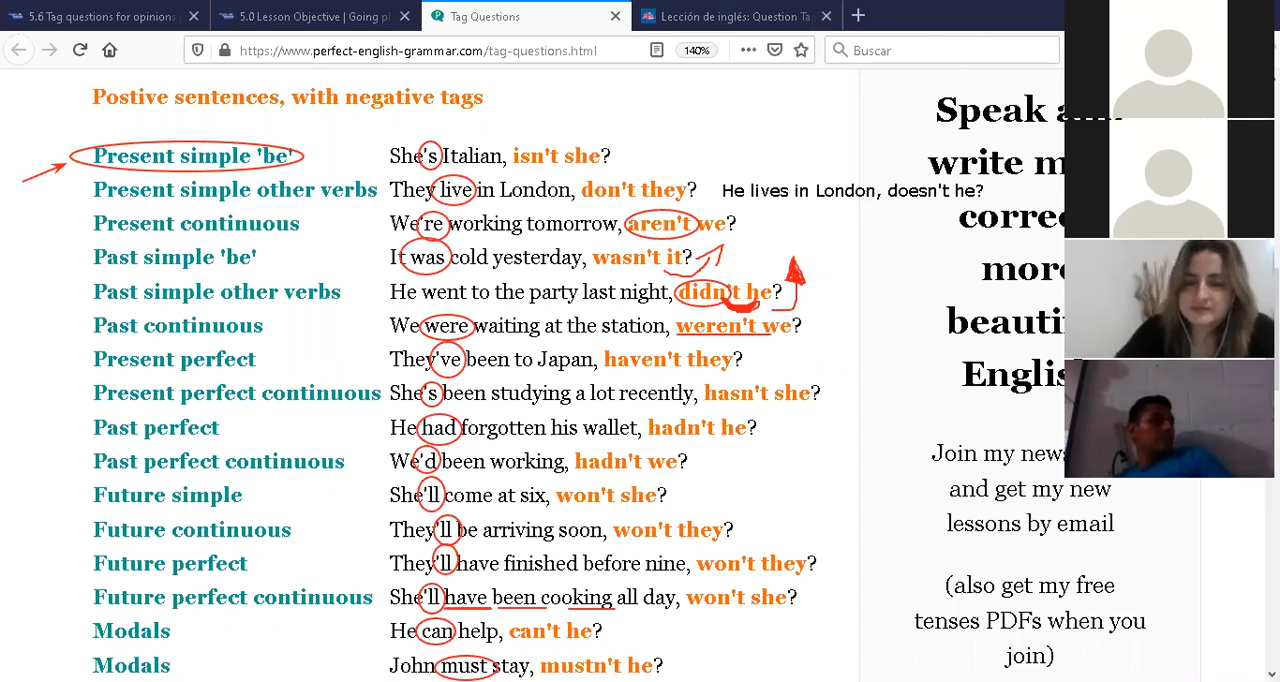 5.6 Tag questions for opinions
5.0 Lesson Objective | Going pl
Tag Questions
Lección de inglés: Question Ta
https://www.perfect-english-grammar.com/tag-questions.html
140%
Buscar
Postive sentences, with negative tags
Present simple 'be' She's Italian, isn't she?
Present simple other verbs They live in London, don't they? He lives in London, doesn't he?
Present continuous We're working tomorrow, aren't we?
Past simple 'be' It was cold yesterday, wasn't it?
Past simple other verbs He went to the party last night, didn't he?
Past continuous We were waiting at the station, weren't we?
Present perfect They've been to Japan, haven't they?
Present perfect continuous She's been studying a lot recently, hasn't she?
Past perfect He had forgotten his wallet, hadn't he?
Past perfect continuous We'd been working, hadn't we?
Future simple She'll come at six, won't she?
Future continuous They'll be arriving soon, won't they?
Future perfect They'll have finished before nine, won't they?
Future perfect continuous She'll have been cooking all day, won't she?
Modals He can help, can't he?
Modals John must stay, mustn't he?
Speak
write
corre
mor
beauti
Englis
Join my news
and get my new
lessons by email
(also get my free
tenses PDFs when you
join)